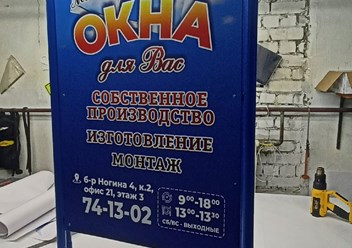 ОКНА
для Вас
СОБСТВЕННОЕ
ПРОИЗВОДСТВО
ИЗГОТОВЛЕНИЕ
МОНТАЖ
б-р Ногина 4, к.2,
офис 21, этаж 3
74-13-02
9⁰⁰-18⁰⁰
13⁰⁰-13³⁰
СБ/ВС - ВЫХОДНЫЕ